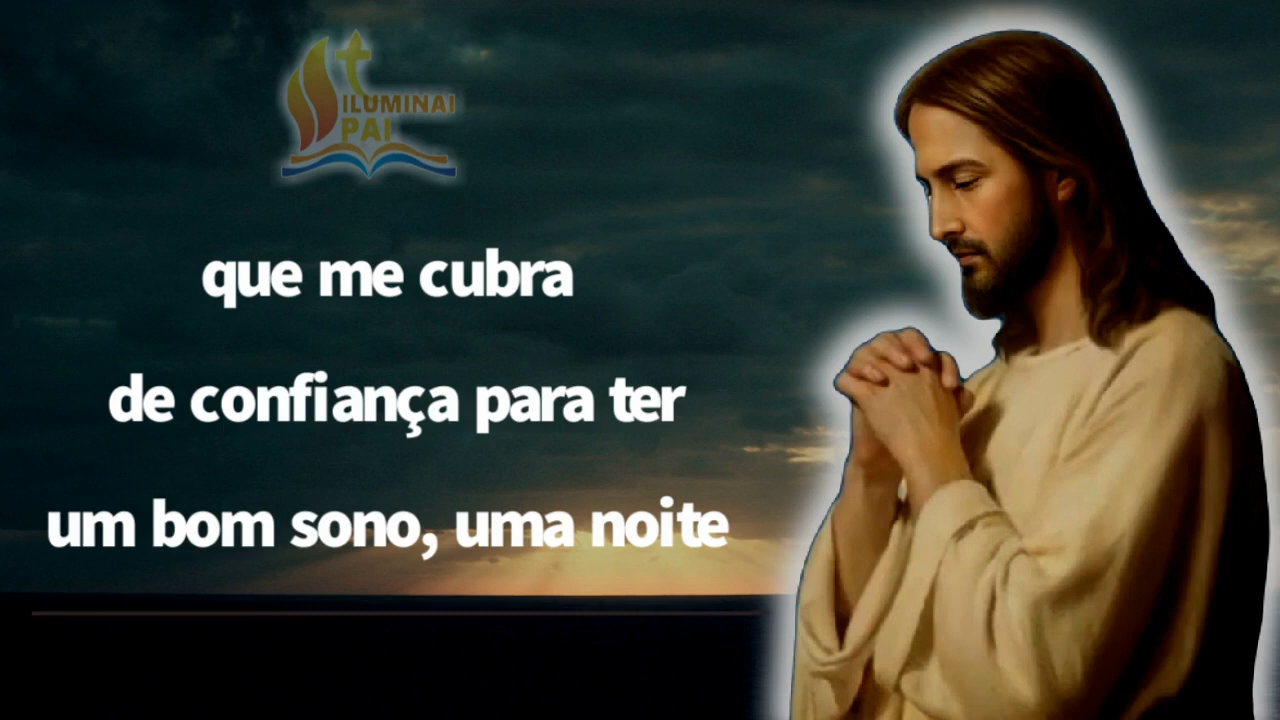 ILUMINAI
PAI
que me cubra
de confiança para ter
um bom sono, uma noite